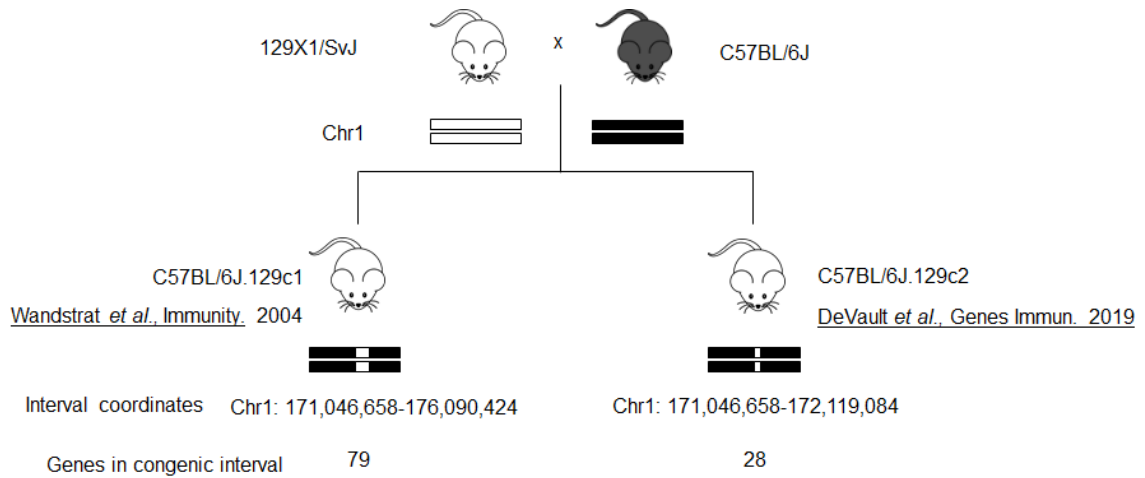 129X1/SvJ
x
C57BL/6J
Chr1
C57BL/6J.129c1
Wandstrat et al., Immunity. 2004
C57BL/6J.129c2
DeVault et al., Genes Immun. 2019
Interval coordinates Chr1: 171,046,658-176,090,424
Chr1: 171,046,658-172,119,084
Genes in congenic interval 79
28